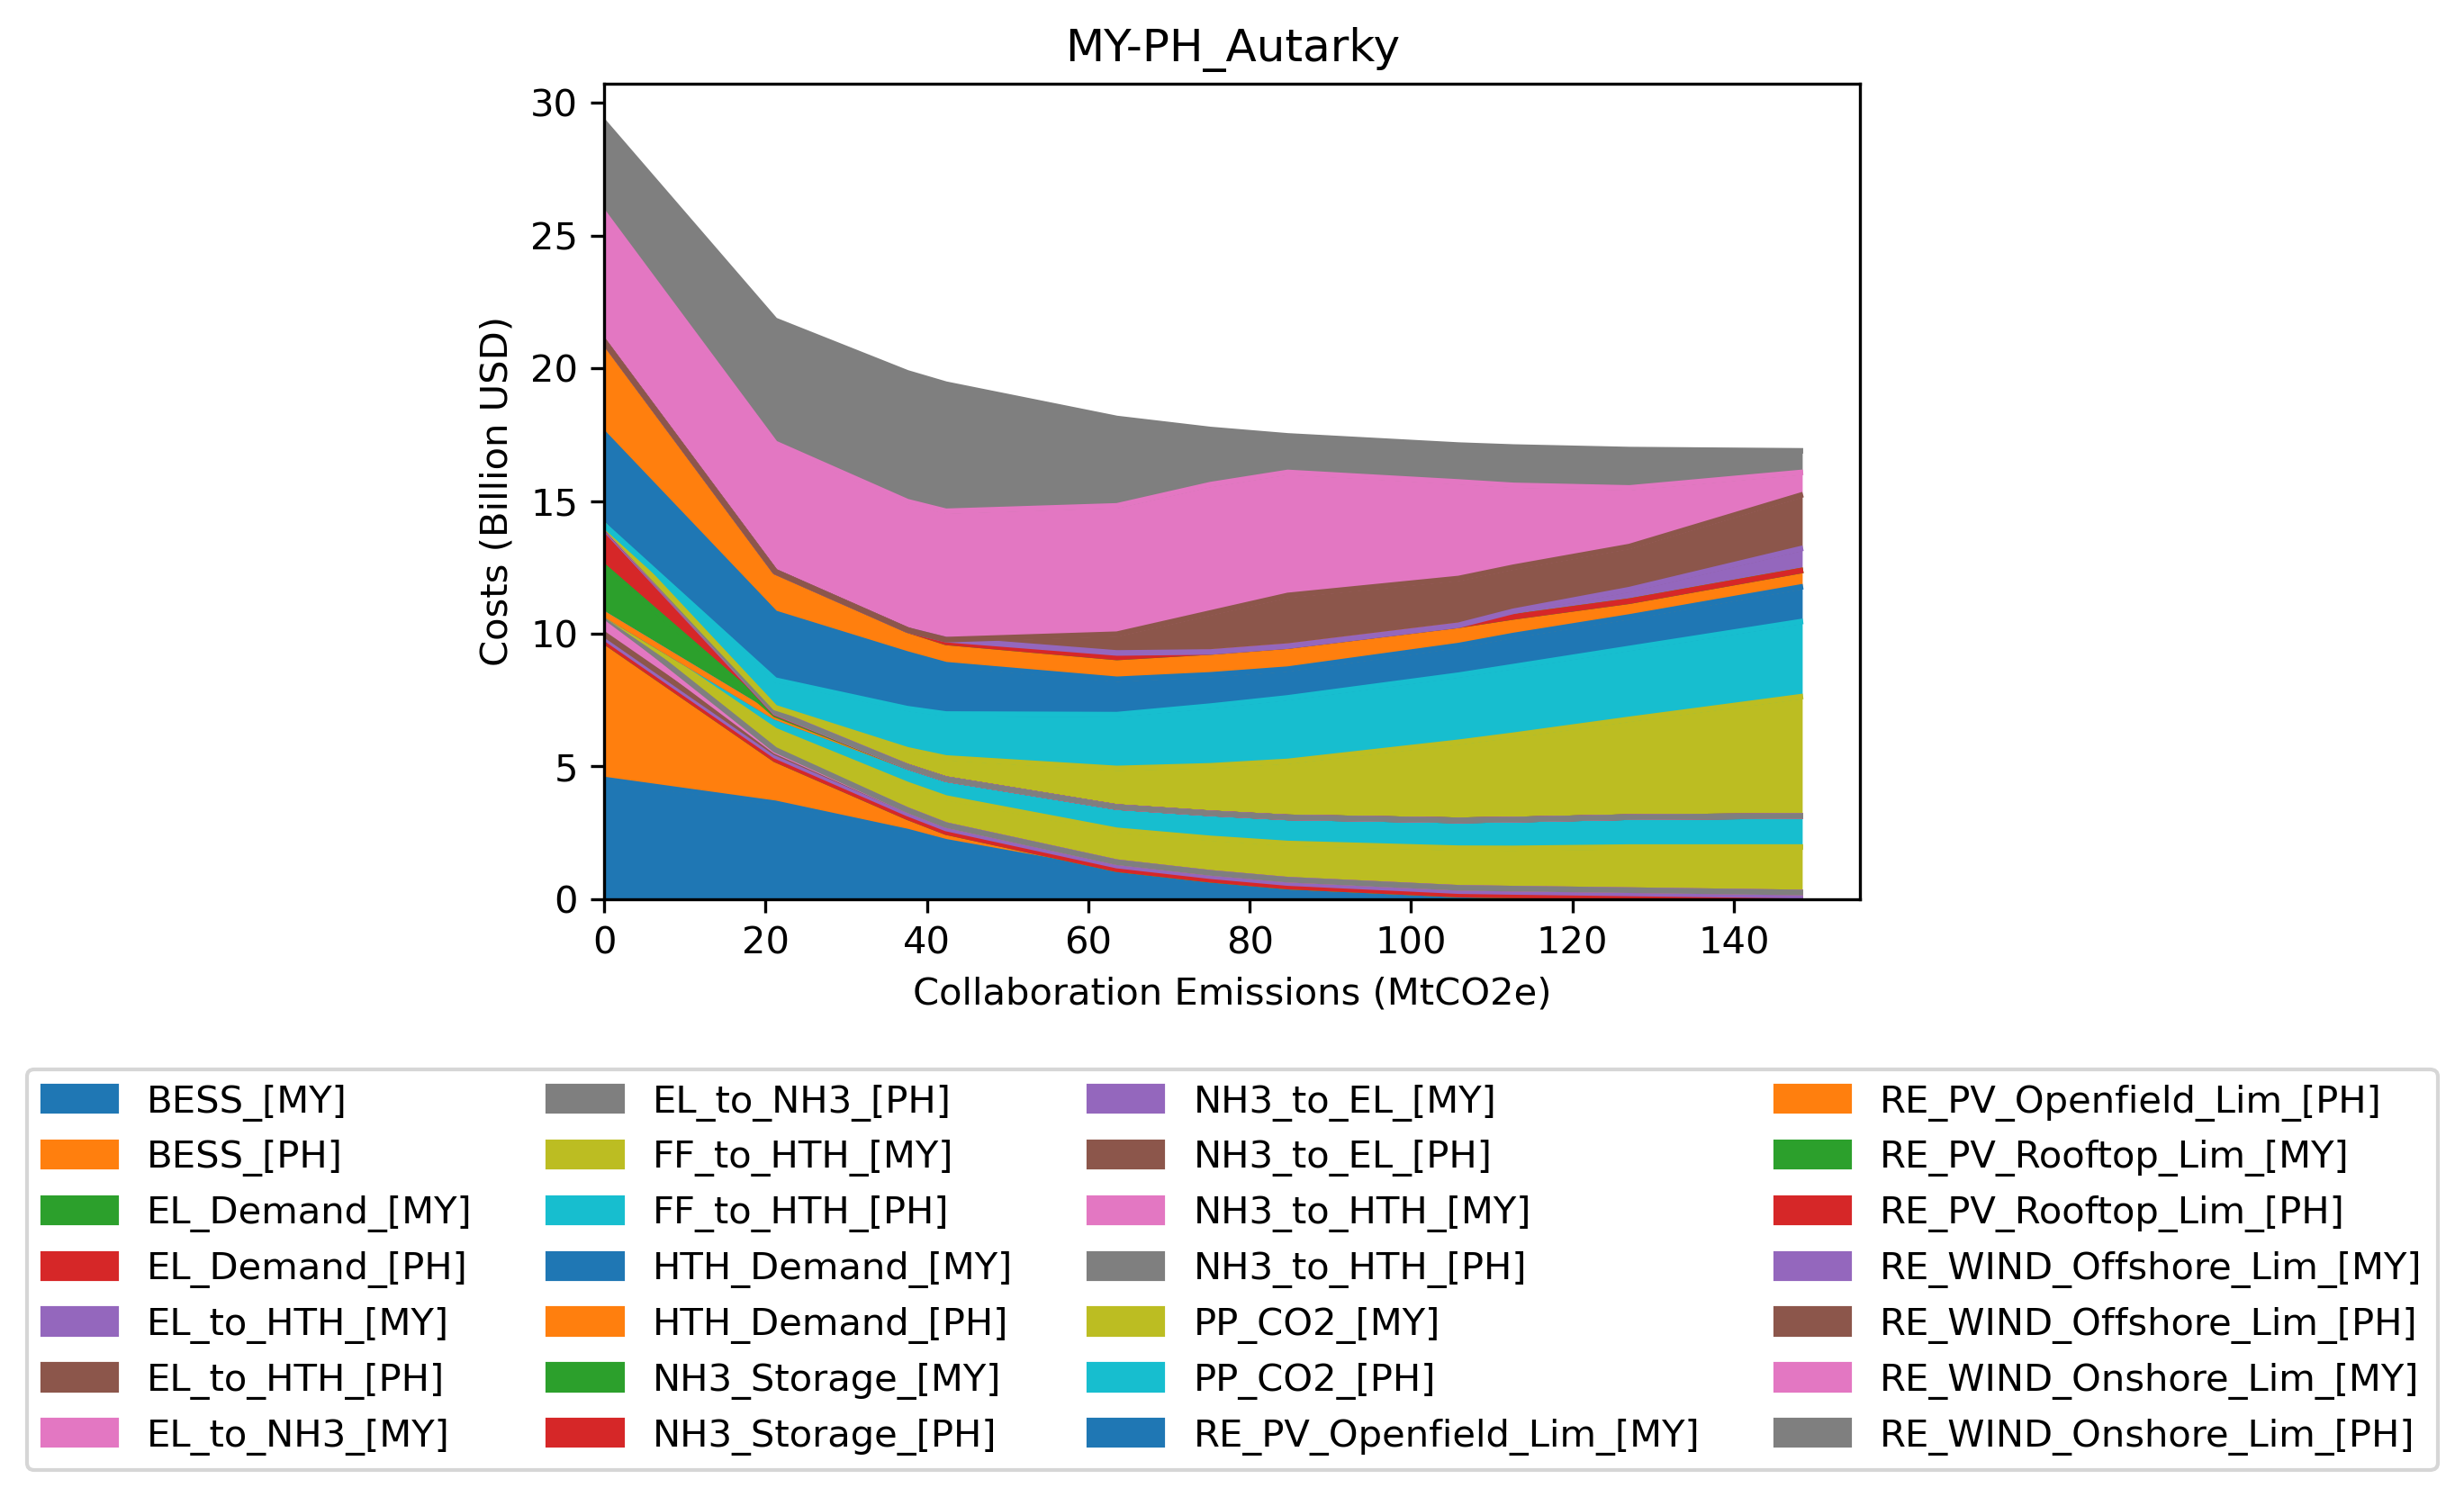 MY-PH_Autarky
30
25
20
15
10
5
0
Costs (Billion USD)
0 20 40 60 80 100 120 140
Collaboration Emissions (MtCO2e)
BESS_[MY]
BESS_[PH]
EL_Demand_[MY]
EL_Demand_[PH]
EL_to_HTH_[MY]
EL_to_HTH_[PH]
EL_to_NH3_[MY]
EL_to_NH3_[PH]
FF_to_HTH_[MY]
FF_to_HTH_[PH]
HTH_Demand_[MY]
HTH_Demand_[PH]
NH3_Storage_[MY]
NH3_Storage_[PH]
NH3_to_EL_[MY]
NH3_to_EL_[PH]
NH3_to_HTH_[MY]
NH3_to_HTH_[PH]
PP_CO2_[MY]
PP_CO2_[PH]
RE_PV_Openfield_Lim_[MY]
RE_PV_Openfield_Lim_[PH]
RE_PV_Rooftop_Lim_[MY]
RE_PV_Rooftop_Lim_[PH]
RE_WIND_Offshore_Lim_[MY]
RE_WIND_Offshore_Lim_[PH]
RE_WIND_Onshore_Lim_[MY]
RE_WIND_Onshore_Lim_[PH]